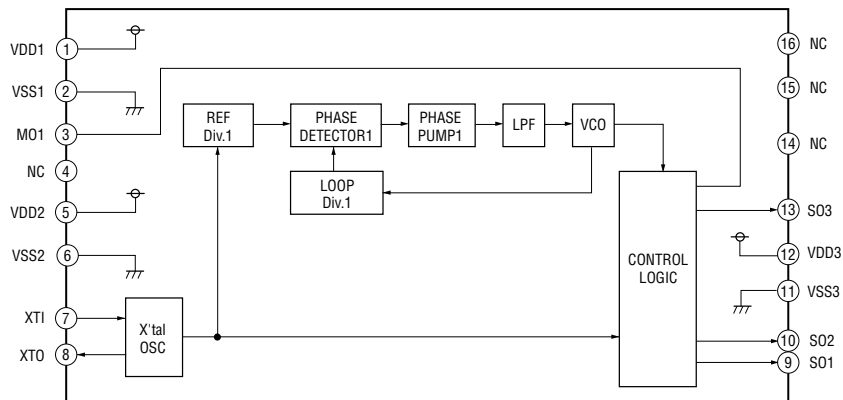 VDD1
1
VSS1
2
MO1
3
NC
4
VDD2
5
VSS2
6
XTI
7
XTO
8
REF
Div.1
PHASE
DETECTOR1
PHASE
PUMP1
LPF
VCO
LOOP
Div.1
X'tal
OSC
CONTROL
LOGIC
16
NC
15
NC
14
NC
13
SO3
12
VDD3
11
VSS3
10
SO2
9
SO1